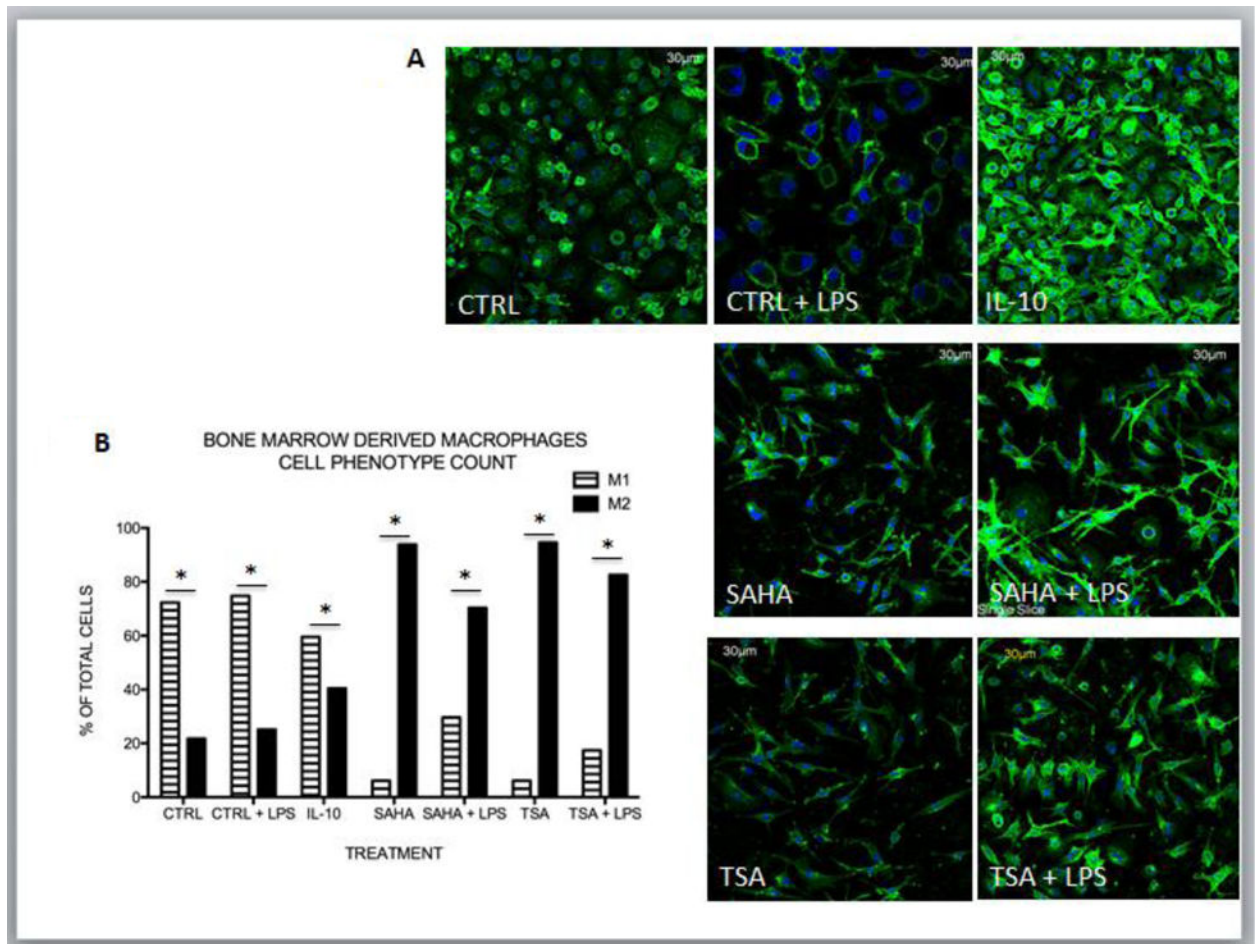 A
30µm
30µm
30µm
CTRL
CTRL + LPS
IL-10
30µm
30µm
SAHA
SAHA + LPS
Single Slice
30µm
30µm
TSA
TSA + LPS
B
BONE MARROW DERIVED MACROPHAGES
CELL PHENOTYPE COUNT
M1
M2
100
80
60
40
20
0
% OF TOTAL CELLS
* * * * * * *
CTRL CTRL + LPS IL-10 SAHA SAHA + LPS TSA TSA + LPS
TREATMENT